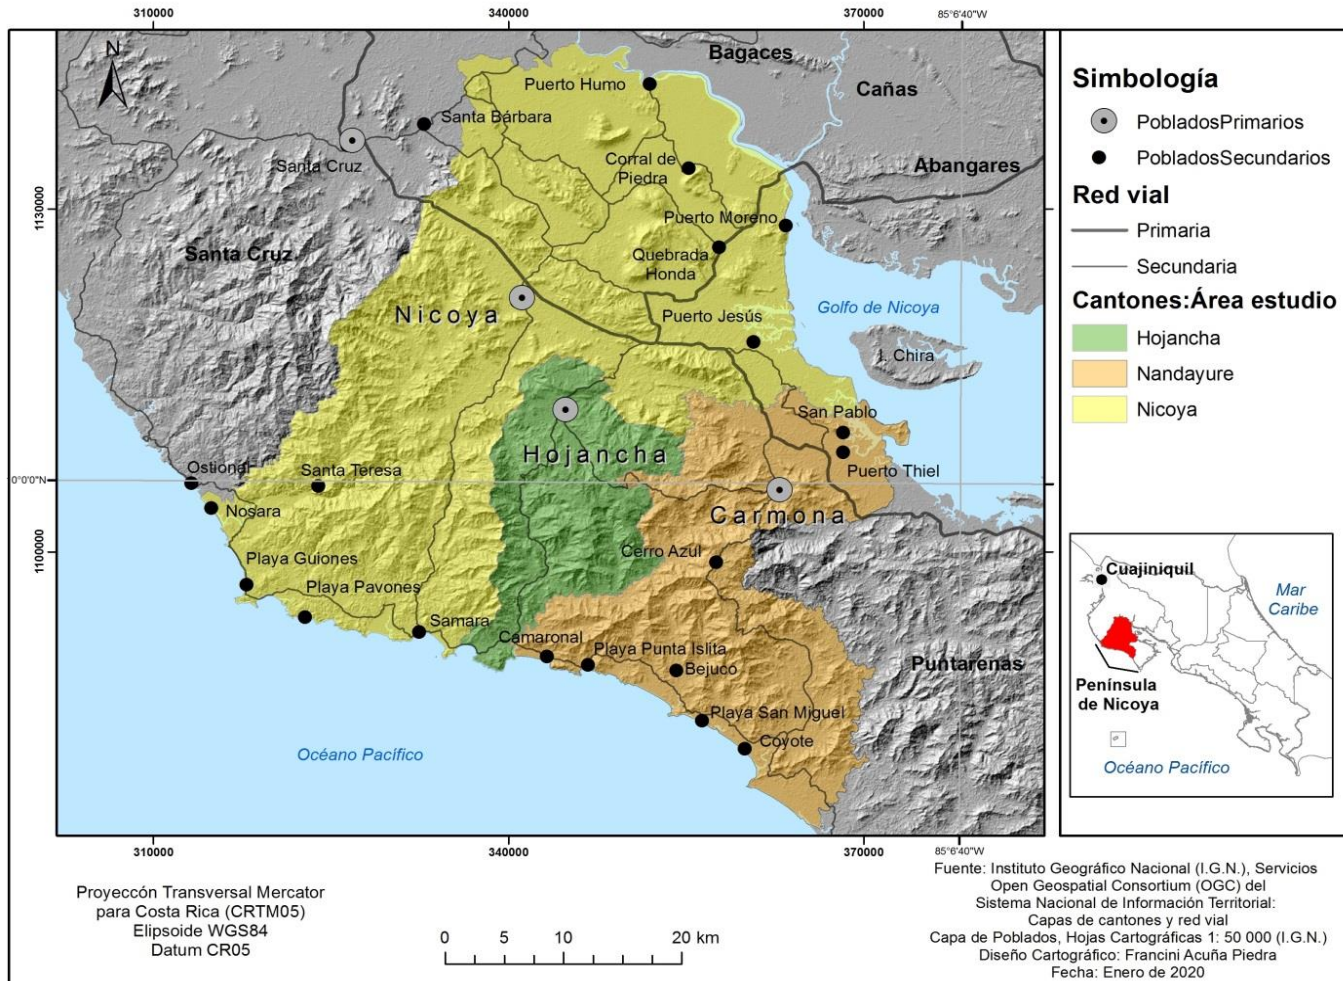 310000
340000
370000
85°6'40"W
N
Bagaces
Puerto Humo
Cañas
Santa Bárbara
Santa Cruz
Corral de
Piedra
Abangares
1130000
Puerto Moreno
Santa Cruz
Quebrada
Honda
Nicoya
Golfo de Nicoya
Puerto Jesús
I. Chira
San Pablo
Hojancha
Ostional
Santa Teresa
Puerto Thiel
0°0'0"N
Nosara
Carmona
1100000
Cerro Azul
Playa Guiones
Playa Pavones
Samara
Camaronal
Playa Punta Islita
Bejuco
Puntarenas
Playa San Miguel
Coyote
Océano Pacífico
310000
340000
370000
85°6'40"W
Simbología
PobladosPrimarios
PobladosSecundarios
Red vial
Primaria
Secundaria
Cantones:Área estudio
Hojancha
Nandayure
Nicoya
Cuajiniquil
Mar
Caribe
Península
de Nicoya
Océano Pacífico
Proyeccón Transversal Mercator
para Costa Rica (CRTM05)
Elipsoide WGS84
Datum CR05
0 5 10 20 km
Fuente: Instituto Geográfico Nacional (I.G.N.), Servicios
Open Geospatial Consortium (OGC) del
Sistema Nacional de Información Territorial:
Capas de cantones y red vial
Capa de Poblados, Hojas Cartográficas 1: 50 000 (I.G.N.)
Diseño Cartográfico: Francini Acuña Piedra
Fecha: Enero de 2020